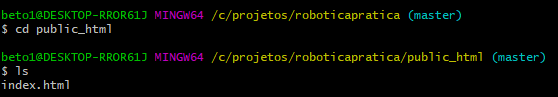 beto1@DESKTOP-RROR61J MINGW64 /c/projetos/roboticapratica (master)
$ cd public_html
beto1@DESKTOP-RROR61J MINGW64 /c/projetos/roboticapratica/public_html (master)
$ ls
index.html